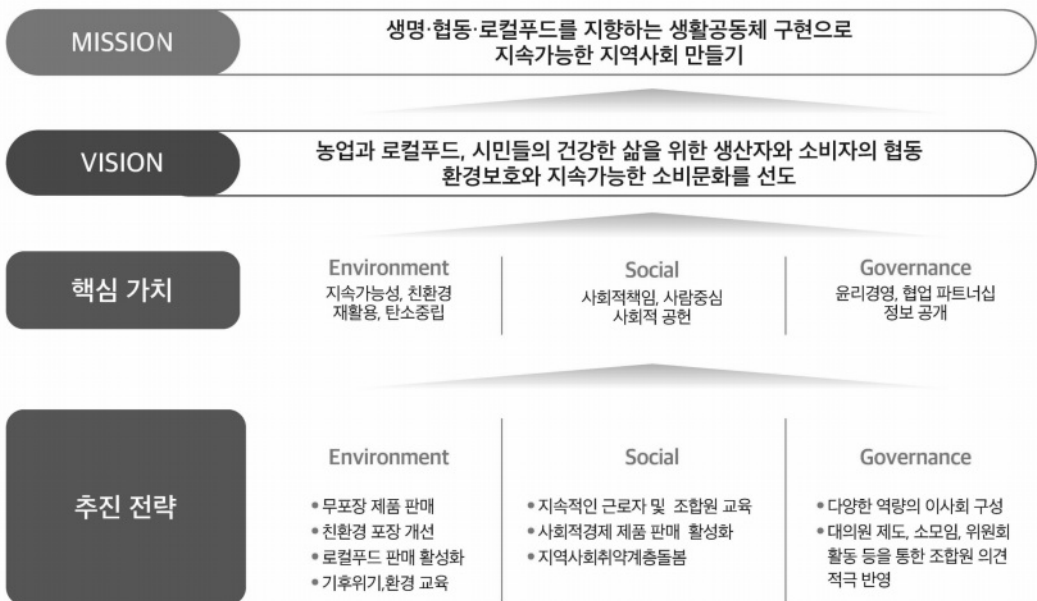 MISSION
생명·협동·로컬푸드를 지향하는 생활공동체 구현으로
지속가능한 지역사회 만들기
VISION
농업과 로컬푸드, 시민들의 건강한 삶을 위한 생산자와 소비자의 협동
환경보호와 지속가능한 소비문화를 선도
핵심 가치
Environment
지속가능성, 친환경
재활용, 탄소중립
Social
사회적책임, 사람중심
사회적 공헌
Governance
윤리경영, 협업 파트너십
정보 공개
추진 전략
Environment
• 무포장 제품 판매
• 친환경 포장 개선
• 로컬푸드 판매 활성화
• 기후위기,환경 교육
Social
• 지속적인 근로자 및 조합원 교육
• 사회적경제 제품 판매 활성화
• 지역사회취약계층돌봄
Governance
• 다양한 역량의 이사회 구성
• 대의원 제도, 소모임, 위원회
활동 등을 통한 조합원 의견
적극 반영